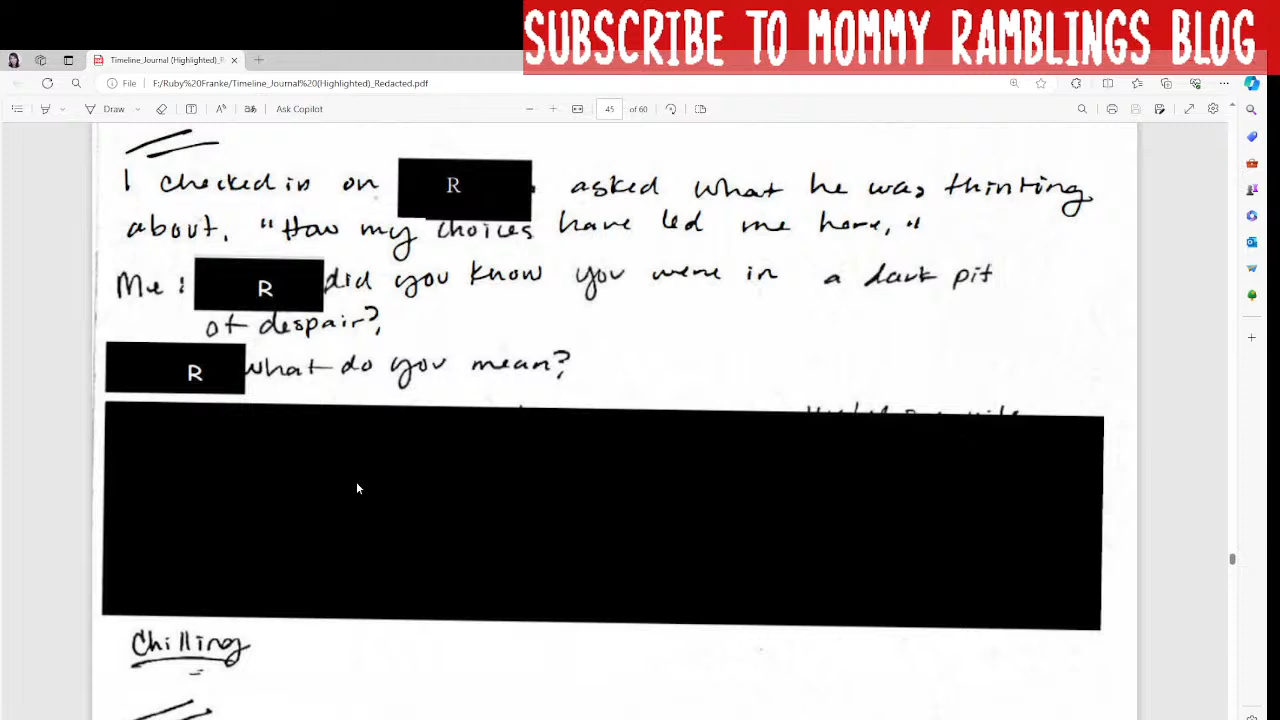 SUBSCRIBE TO MOMMY RAMBLINGS BLOG
Timeline_Journal (Highlighted)_R
File F:/Ruby%20Franke/Timeline_Journal%20(Highlighted)_Redacted.pdf
Draw Ask Copilot 45 of 60
I checked in on R asked what he was thinking
about. "How my choices have led me here,"
Me: R did you know you were in a dark pit
of despair?
R what do you mean?
Chilling